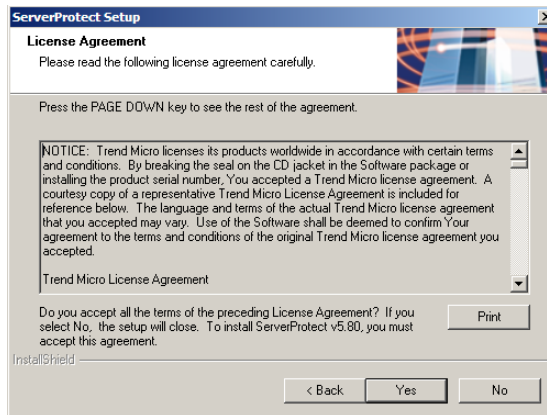 ServerProtect Setup
License Agreement
Please read the following license agreement carefully.
Press the PAGE DOWN key to see the rest of the agreement.
NOTICE:  Trend Micro licenses its products worldwide in accordance with certain terms
and conditions.  By breaking the seal on the CD jacket in the Software package or
installing the product serial number, You accepted a Trend Micro license agreement.  A
courtesy copy of a representative Trend Micro License Agreement is included for
reference below.  The language and terms of the actual Trend Micro license agreement
that you accepted may vary.  Use of the Software shall be deemed to confirm Your
agreement to the terms and conditions of the original Trend Micro license agreement you
accepted.
Trend Micro License Agreement
Do you accept all the terms of the preceding License Agreement?  If you
select No,  the setup will close.  To install ServerProtect v5.80, you must
accept this agreement.
Print
InstallShield
< Back
Yes
No